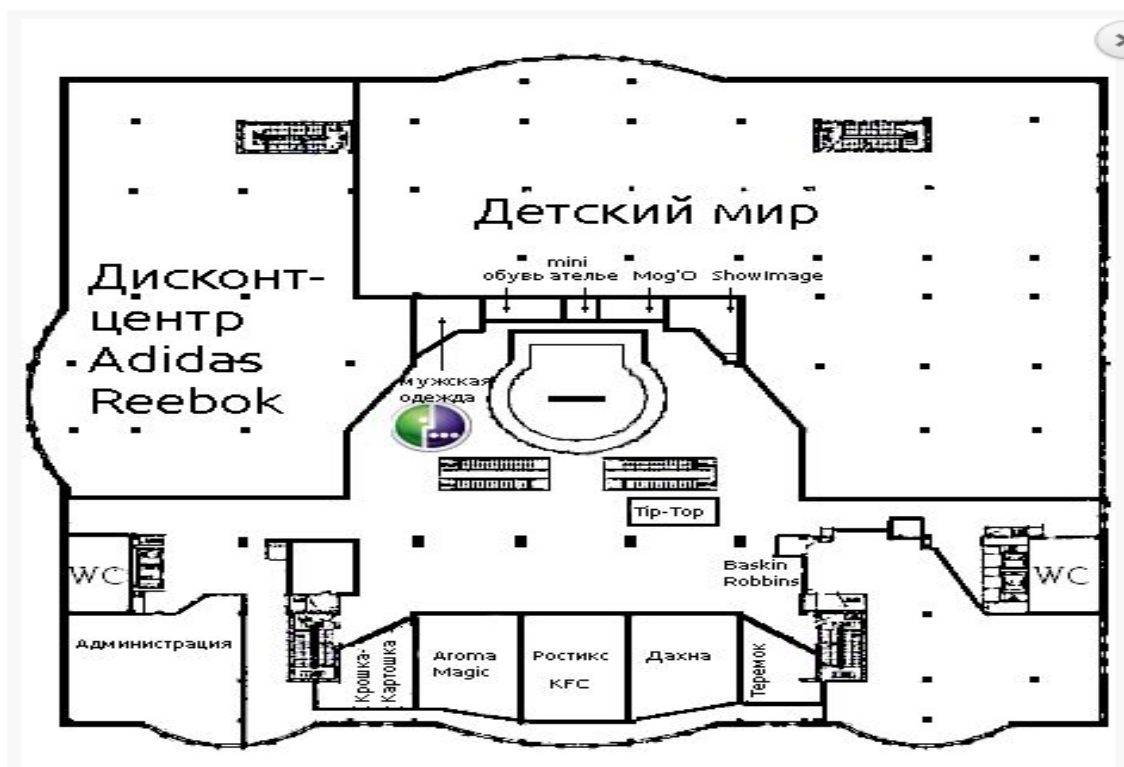 Детский мир
mini
обувь ателье Mog'O ShowImage
Дисконт-
центр
Adidas
Reebok
мужская
одежда
Tip-Top
Baskin
Robbins
WC
WC
Администрация
Крошка-
Картошка
Aroma
Magic
Ростикс
KFC
Дахна
Теремок